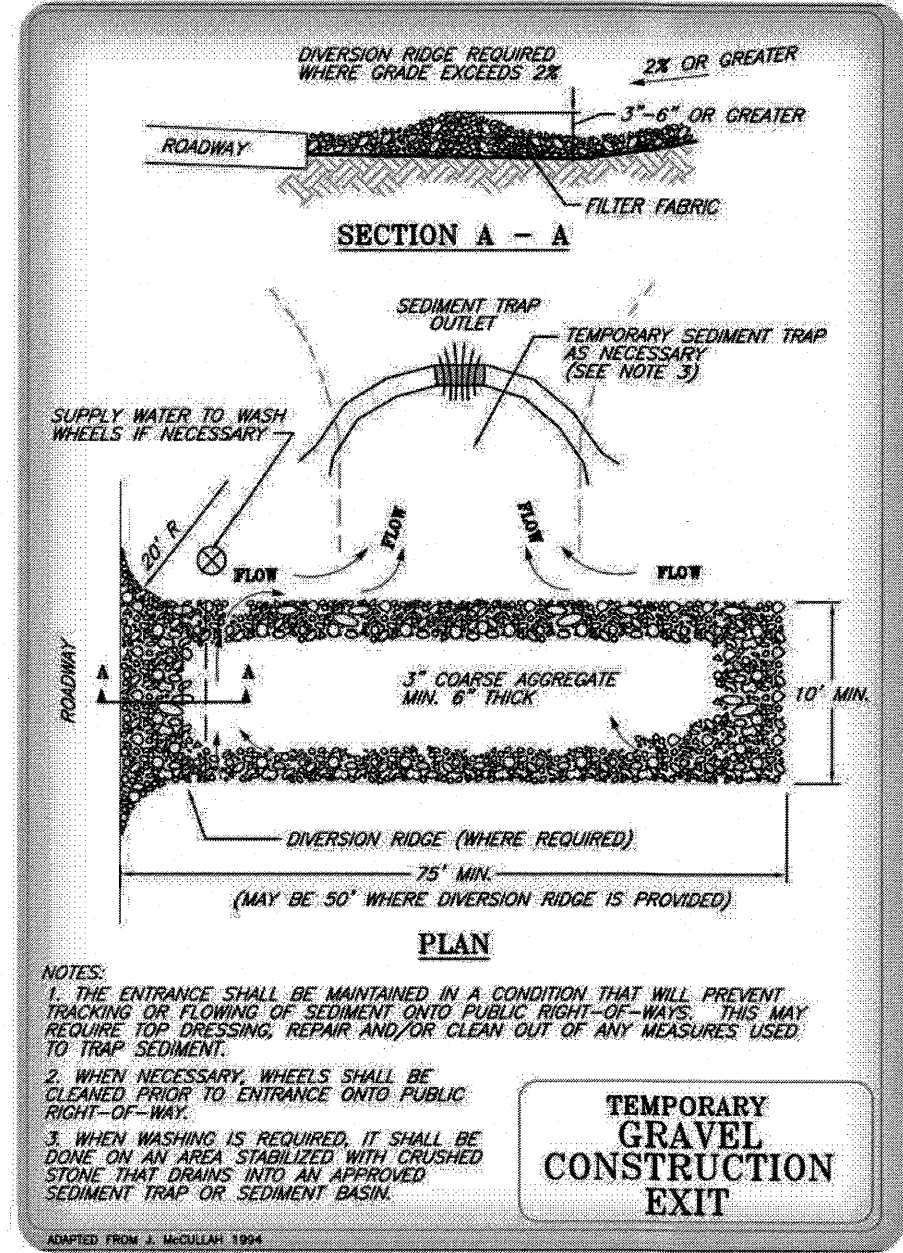 DIVERSION RIDGE REQUIRED
WHERE GRADE EXCEEDS 2%
2% OR GREATER
3"-6" OR GREATER
ROADWAY
FILTER FABRIC
SECTION A - A
SEDIMENT TRAP
OUTLET
TEMPORARY SEDIMENT TRAP
AS NECESSARY
(SEE NOTE 3)
SUPPLY WATER TO WASH
WHEELS IF NECESSARY
20' R
FLOW
FLOW
FLOW
FLOW
ROADWAY
A
A
3" COARSE AGGREGATE
MIN. 6" THICK
10' MIN.
DIVERSION RIDGE (WHERE REQUIRED)
75' MIN.
(MAY BE 50' WHERE DIVERSION RIDGE IS PROVIDED)
PLAN
NOTES:
1. THE ENTRANCE SHALL BE MAINTAINED IN A CONDITION THAT WILL PREVENT
TRACKING OR FLOWING OF SEDIMENT ONTO PUBLIC RIGHT-OF-WAYS. THIS MAY
REQUIRE TOP DRESSING, REPAIR AND/OR CLEAN OUT OF ANY MEASURES USED
TO TRAP SEDIMENT.
2. WHEN NECESSARY, WHEELS SHALL BE
CLEANED PRIOR TO ENTRANCE ONTO PUBLIC
RIGHT-OF-WAY.
3. WHEN WASHING IS REQUIRED, IT SHALL BE
DONE ON AN AREA STABILIZED WITH CRUSHED
STONE THAT DRAINS INTO AN APPROVED
SEDIMENT TRAP OR SEDIMENT BASIN.
TEMPORARY
GRAVEL
CONSTRUCTION
EXIT
ADAPTED FROM J. McCULLAH 1994